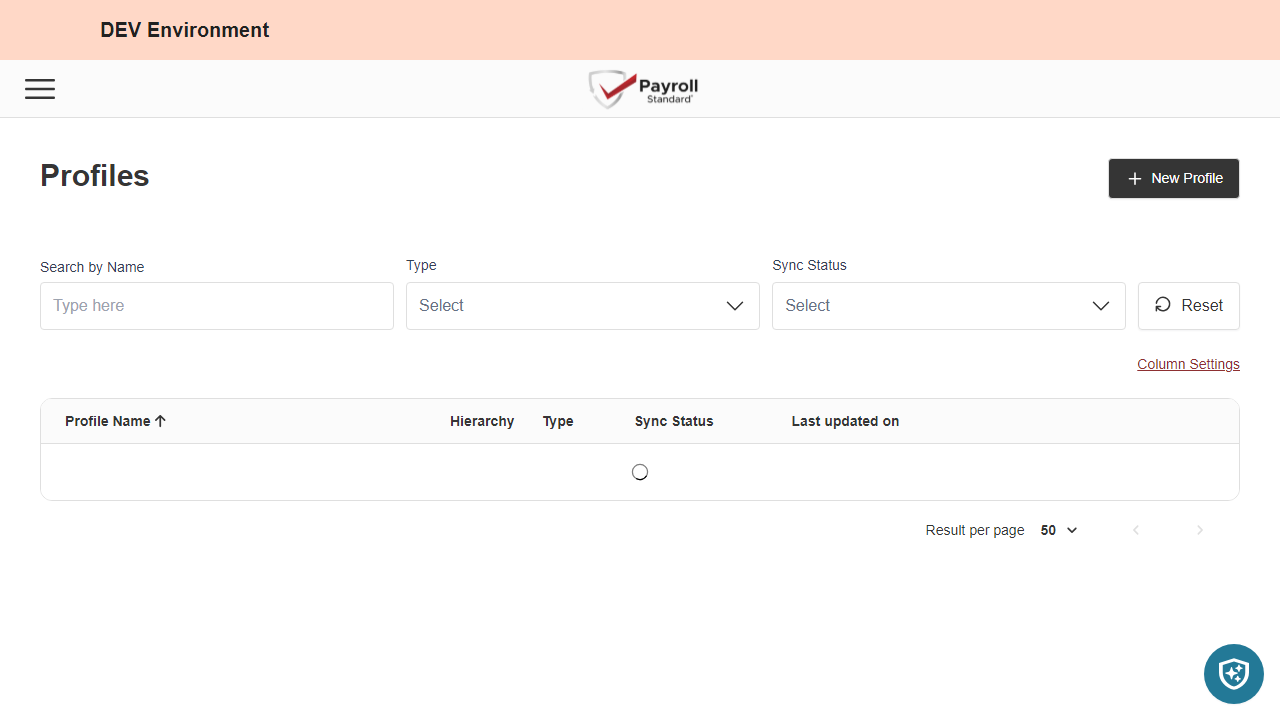 DEV Environment
Payroll
Standard
Profiles
New Profile
Search by Name
Type
Sync Status
Type here
Select
Select
Reset
Column Settings
Profile Name
Hierarchy
Type
Sync Status
Last updated on
Result per page
50